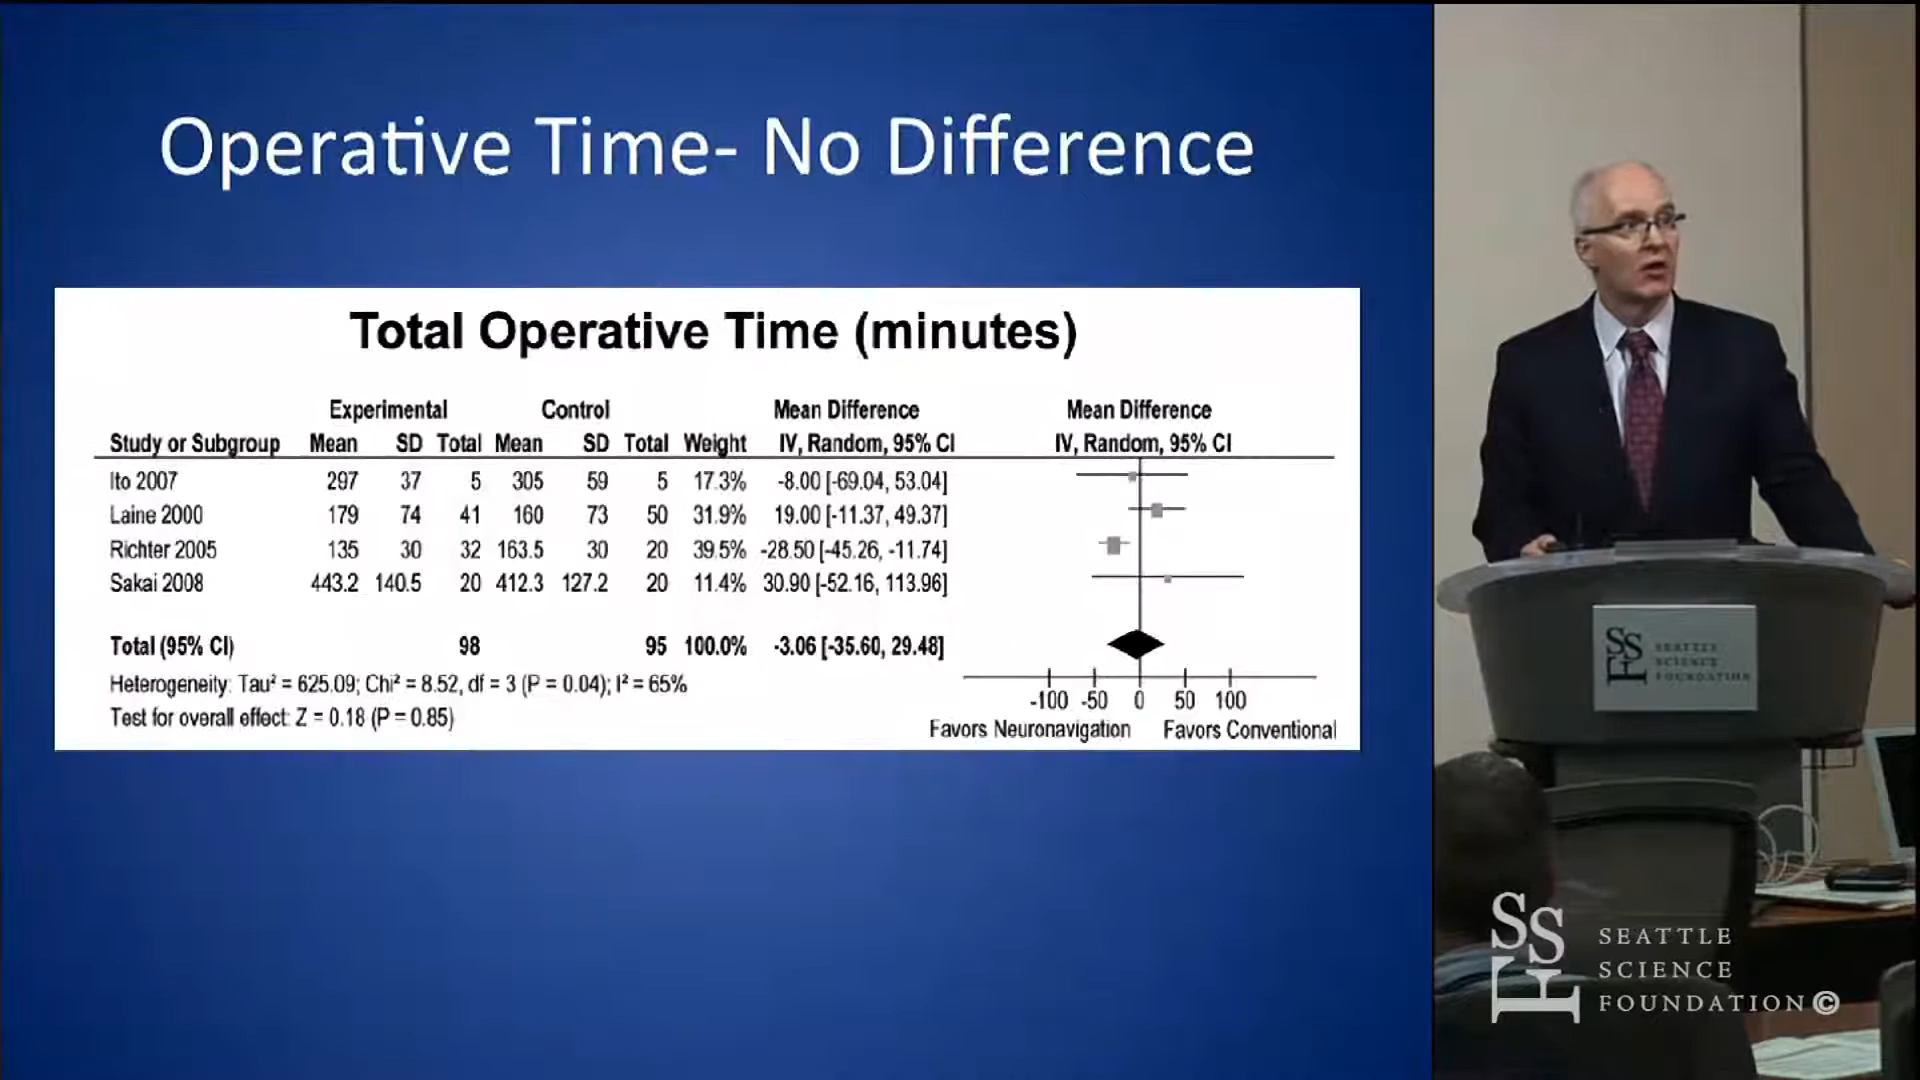 Operative Time- No Difference
Total Operative Time (minutes)
Experimental Control Mean Difference Mean Difference
Study or Subgroup Mean SD Total Mean SD Total Weight IV, Random, 95% CI IV, Random, 95% CI
Ito 2007 297 37 5 305 59 5 17.3% -8.00 [-69.04, 53.04]
Laine 2000 179 74 41 160 73 50 31.9% 19.00 [-11.37, 49.37]
Richter 2005 135 30 32 163.5 30 20 39.5% -28.50 [-45.26, -11.74]
Sakai 2008 443.2 140.5 20 412.3 127.2 20 11.4% 30.90 [-52.16, 113.96]
Total (95% CI) 98 95 100.0% -3.06 [-35.60, 29.48]
Heterogeneity: Tau² = 625.09; Chi² = 8.52, df = 3 (P = 0.04); I² = 65%
Test for overall effect: Z = 0.18 (P = 0.85)
-100 -50 0 50 100
Favors Neuronavigation Favors Conventional
SSF
SEATTLE
SCIENCE
FOUNDATION
SSF
SEATTLE
SCIENCE
FOUNDATION©